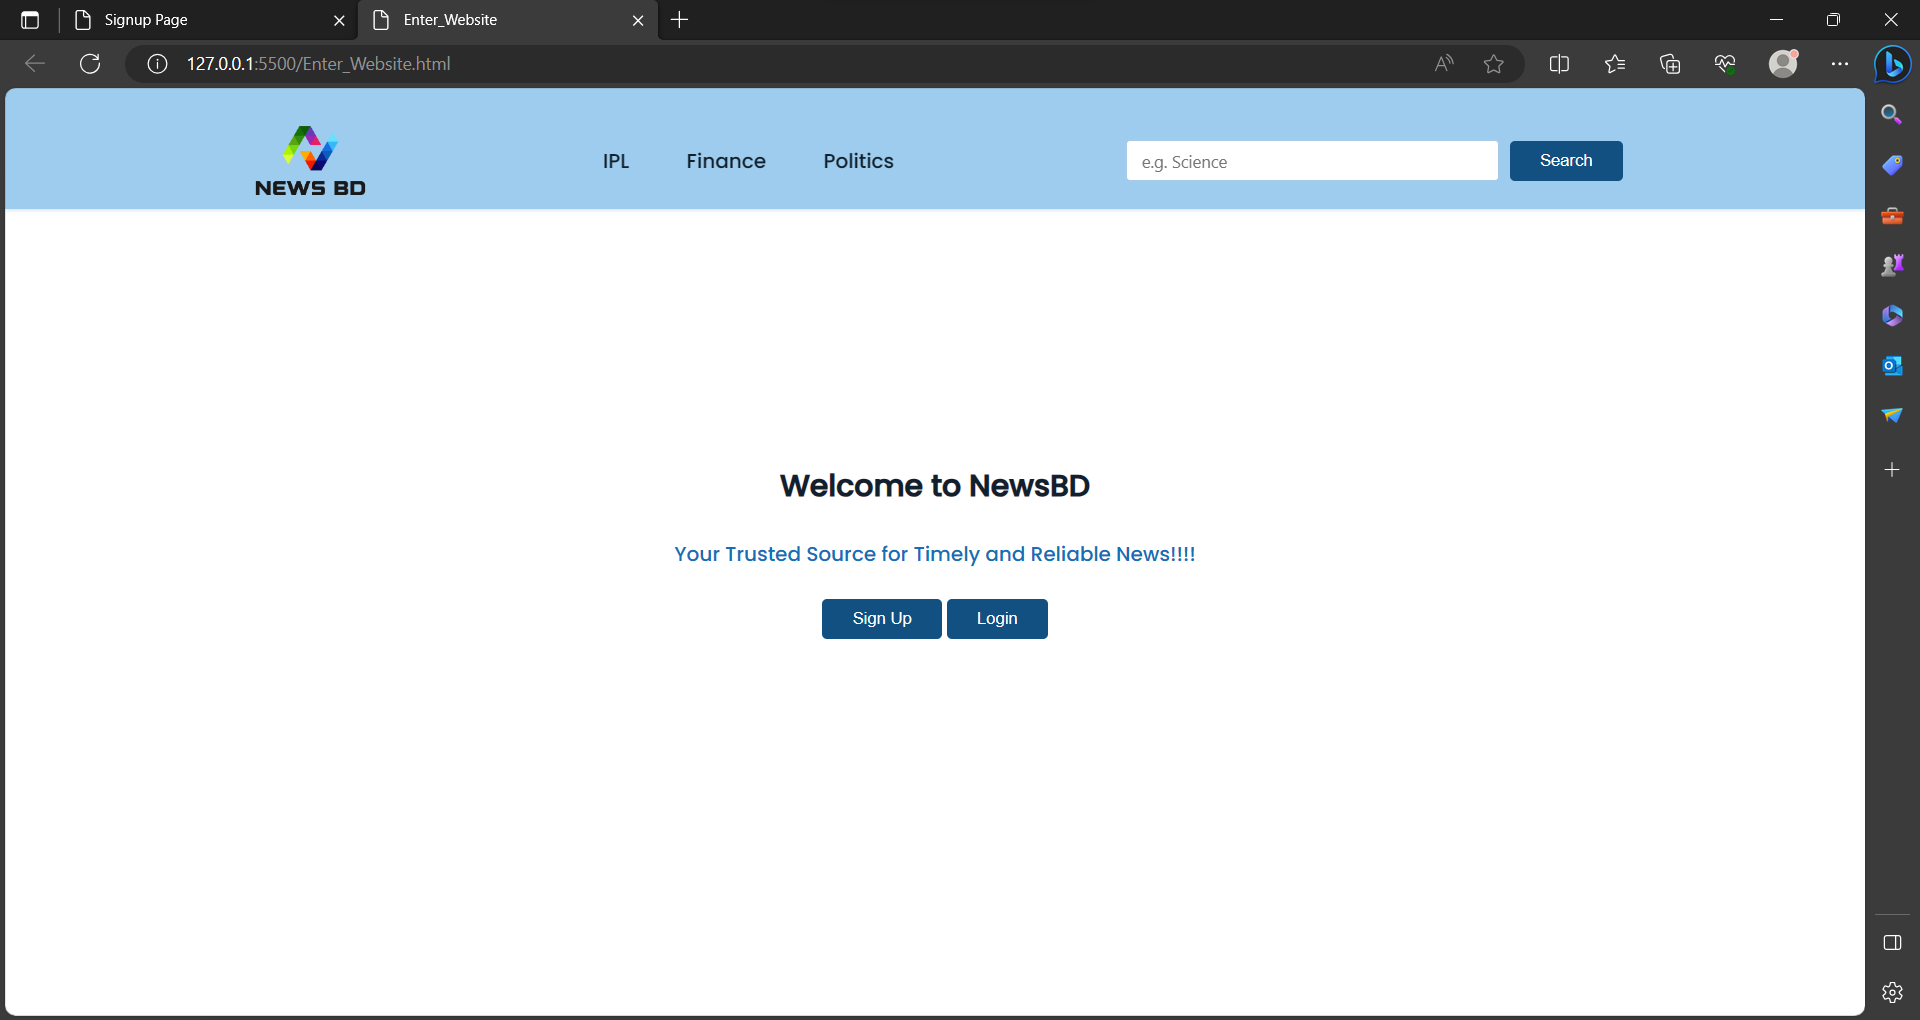 Signup Page
Enter_Website
127.0.0.1:5500/Enter_Website.html
NEWS BD
IPL Finance Politics
e.g. Science
Search
Welcome to NewsBD
Your Trusted Source for Timely and Reliable News!!!!
Sign Up Login